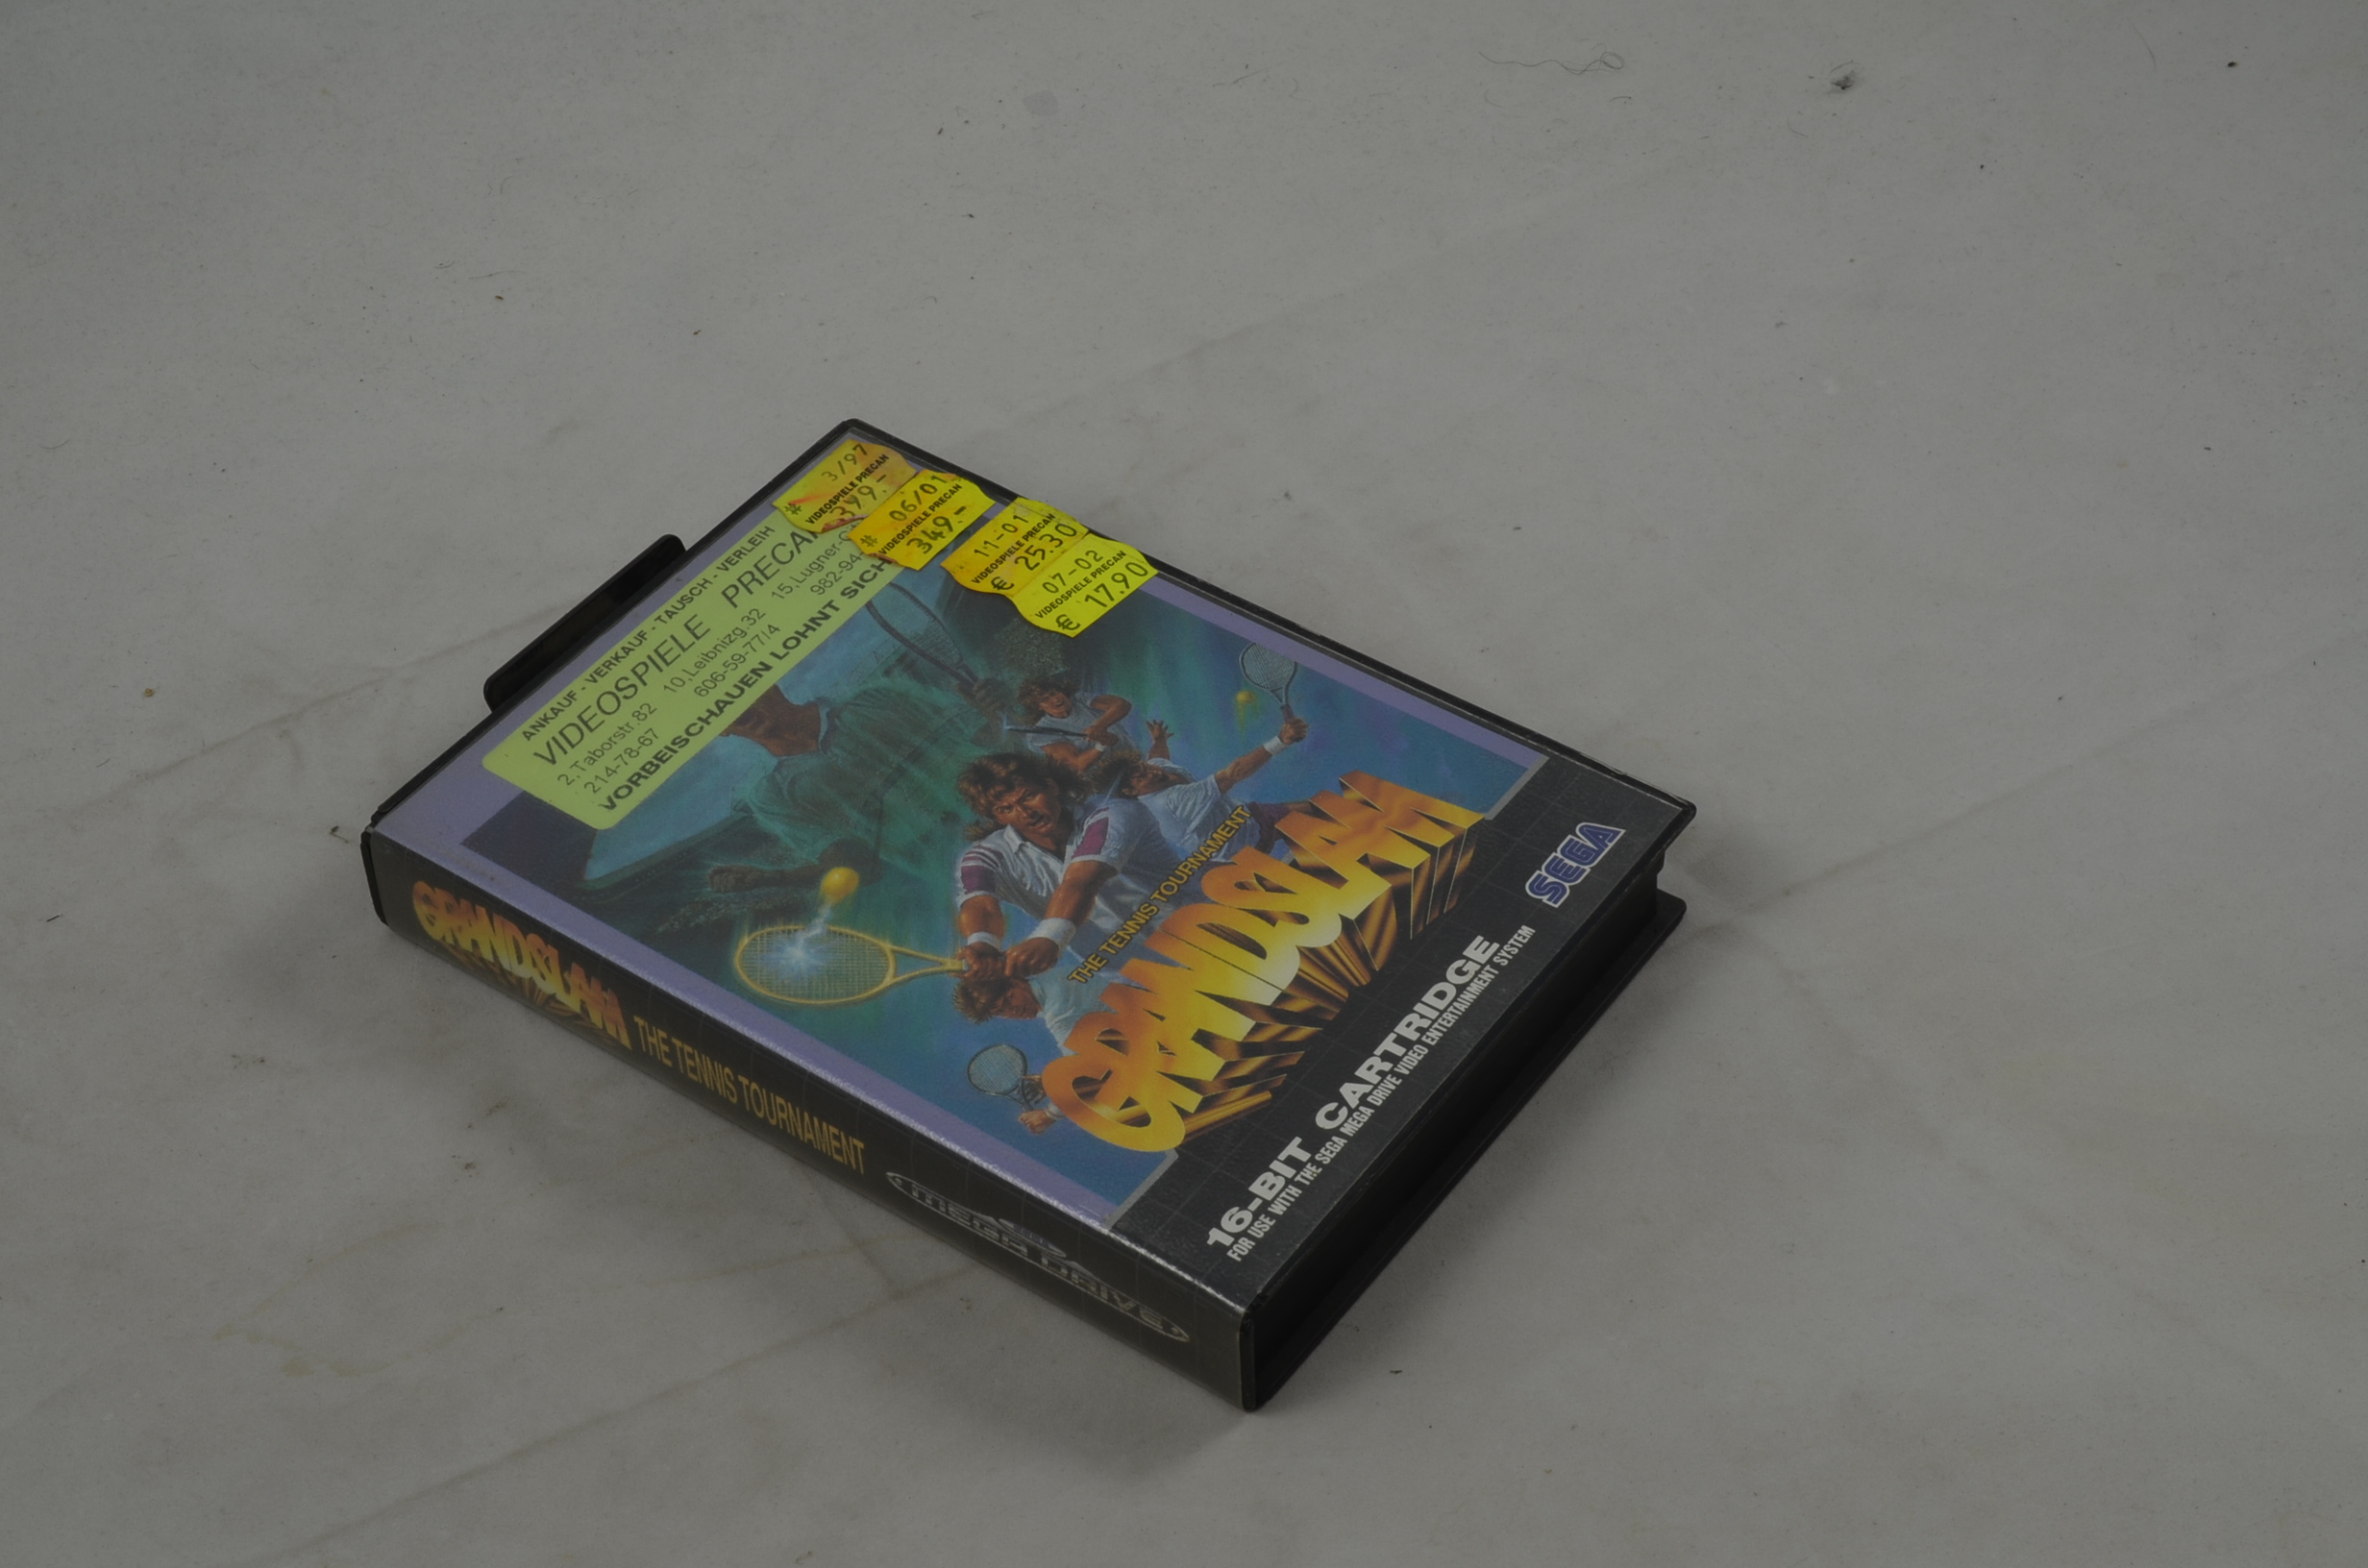 3/97
VIDEOSPIELE PRECAN
399.-
06/01
VIDEOSPIELE PRECAN
349.-
11-01
VIDEOSPIELE PRECAN
€ 25.30
07-02
VIDEOSPIELE PRECAN
€ 17.90
ANKAUF - VERKAUF - TAUSCH - VERLEIH
VIDEOSPIELE PRECAN
2.Taborstr.82 10.Leibnizg.32
214-78-67 606-59-77/4 982-94
VORBEISCHAUEN LOHNT SICH
THE TENNIS TOURNAMENT
GRANDSLAM
SEGA
16-BIT CARTRIDGE
FOR USE WITH THE SEGA MEGA DRIVE VIDEO ENTERTAINMENT SYSTEM
GRANDSLAM THE TENNIS TOURNAMENT
MEGA DRIVE